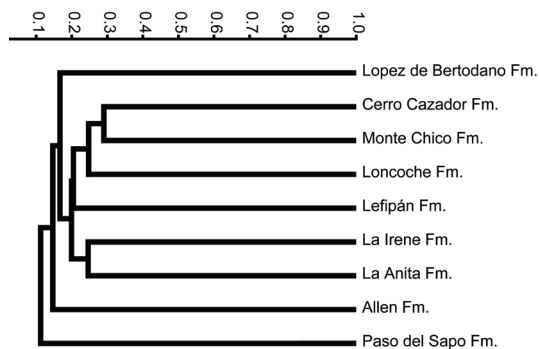 0.1 0.2 0.3 0.4 0.5 0.6 0.7 0.8 0.9 1.0
Lopez de Bertodano Fm.
Cerro Cazador Fm.
Monte Chico Fm.
Loncoche Fm.
Lefipán Fm.
La Irene Fm.
La Anita Fm.
Allen Fm.
Paso del Sapo Fm.